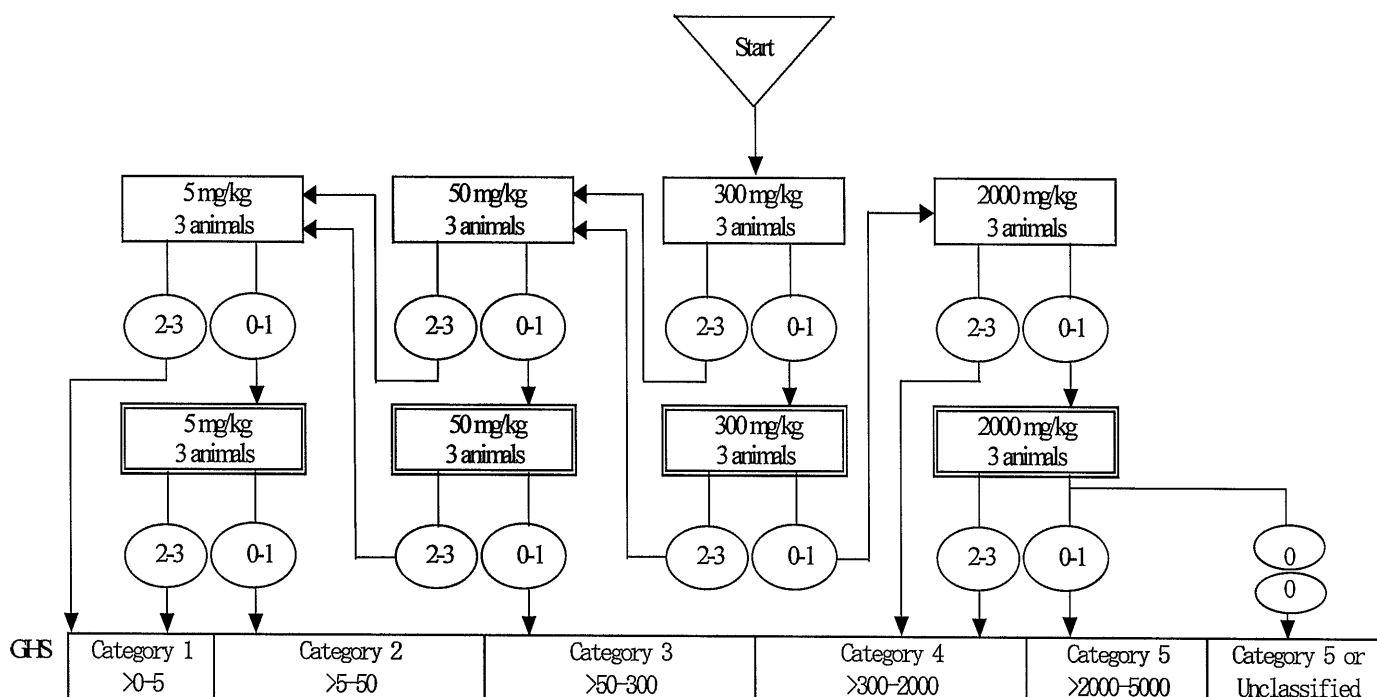 Start
5 mg/kg
3 animals
50 mg/kg
3 animals
300 mg/kg
3 animals
2000 mg/kg
3 animals
2-3
0-1
2-3
0-1
2-3
0-1
2-3
0-1
5 mg/kg
3 animals
50 mg/kg
3 animals
300 mg/kg
3 animals
2000 mg/kg
3 animals
2-3
0-1
2-3
0-1
2-3
0-1
2-3
0-1
0
0
GHS
Category 1
>0-5
Category 2
>5-50
Category 3
>50-300
Category 4
>300-2000
Category 5
>2000-5000
Category 5 or
Unclassified